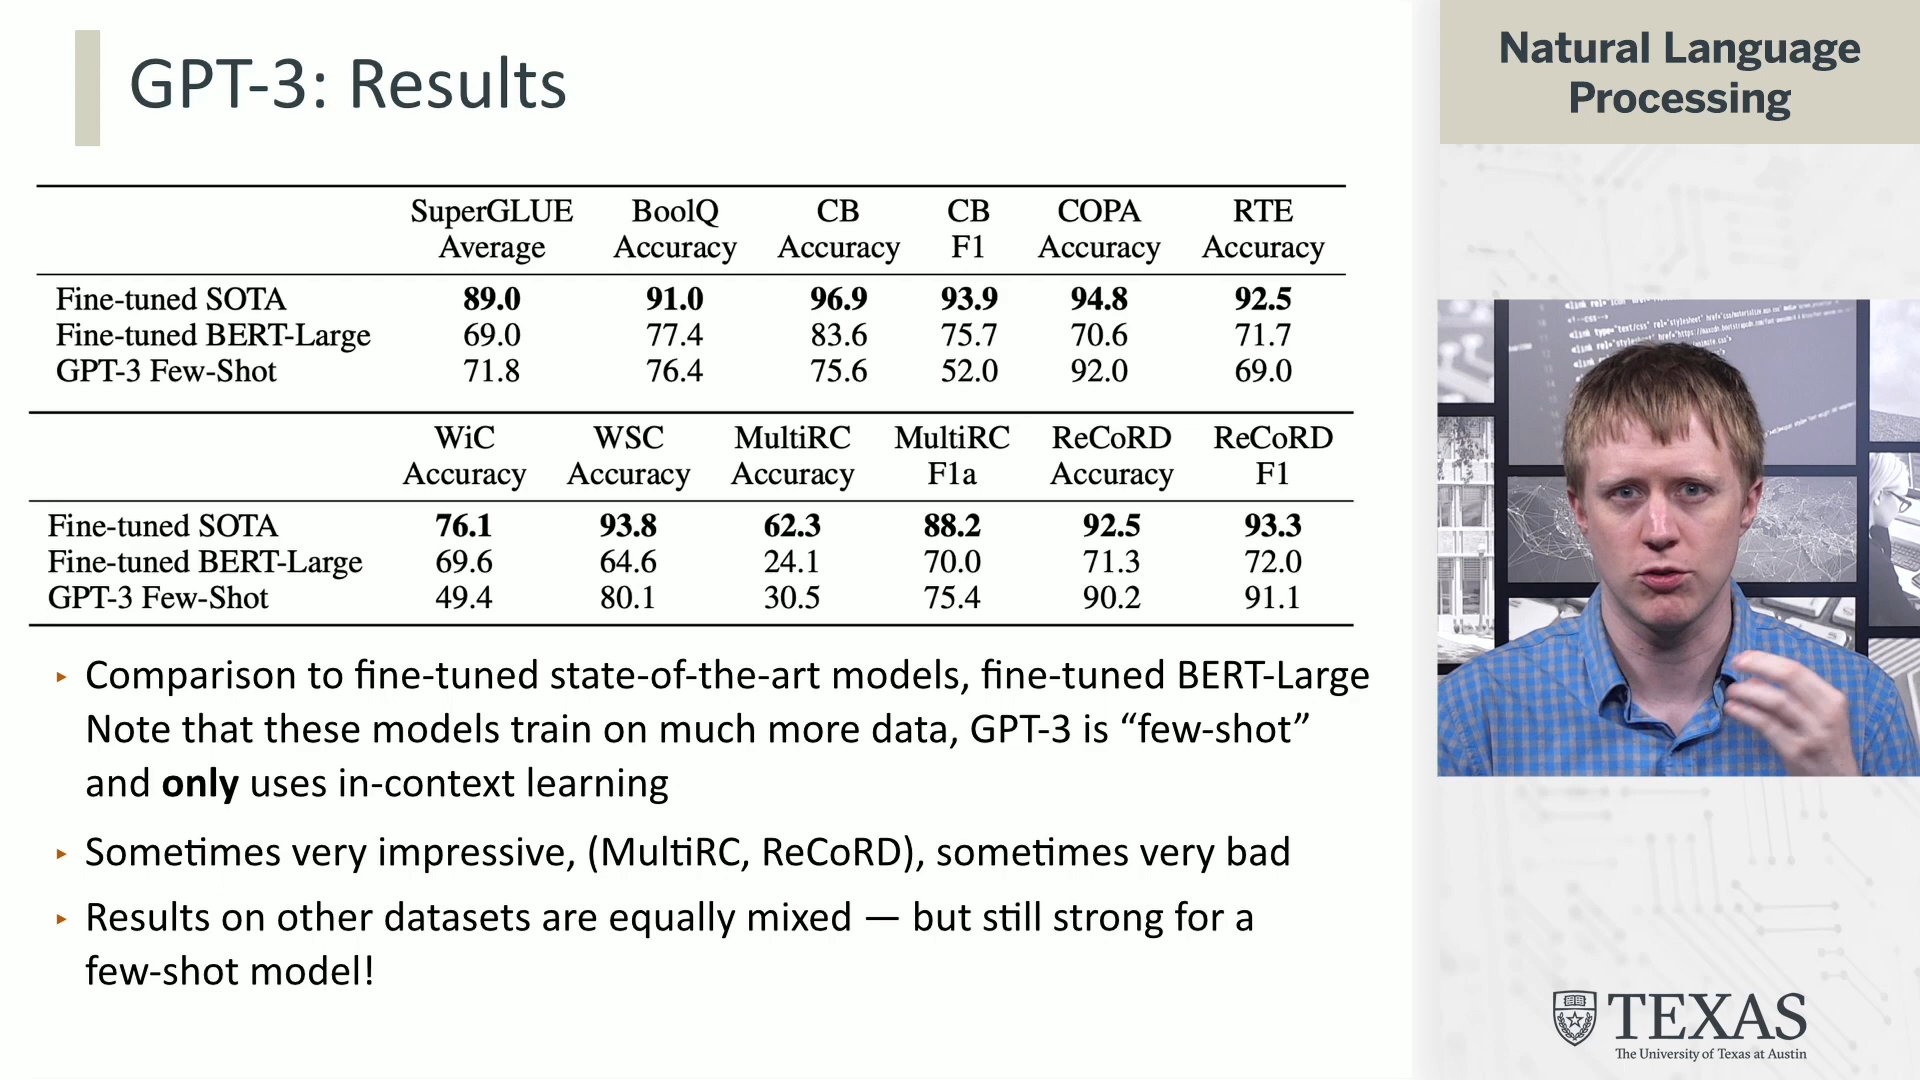 GPT-3: Results
Natural Language
Processing
SuperGLUE BoolQ CB CB COPA RTE
Average Accuracy Accuracy F1 Accuracy Accuracy
Fine-tuned SOTA 89.0 91.0 96.9 93.9 94.8 92.5
Fine-tuned BERT-Large 69.0 77.4 83.6 75.7 70.6 71.7
GPT-3 Few-Shot 71.8 76.4 75.6 52.0 92.0 69.0
WiC WSC MultiRC MultiRC ReCoRD ReCoRD
Accuracy Accuracy Accuracy F1a Accuracy F1
Fine-tuned SOTA 76.1 93.8 62.3 88.2 92.5 93.3
Fine-tuned BERT-Large 69.6 64.6 24.1 70.0 71.3 72.0
GPT-3 Few-Shot 49.4 80.1 30.5 75.4 90.2 91.1
‣ Comparison to fine-tuned state-of-the-art models, fine-tuned BERT-Large
Note that these models train on much more data, GPT-3 is “few-shot”
and only uses in-context learning
‣ Sometimes very impressive, (MultiRC, ReCoRD), sometimes very bad
‣ Results on other datasets are equally mixed — but still strong for a
few-shot model!
TEXAS
The University of Texas at Austin